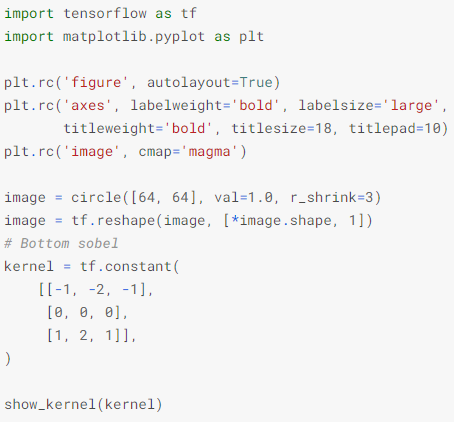 import tensorflow as tf
import matplotlib.pyplot as plt

plt.rc('figure', autolayout=True)
plt.rc('axes', labelweight='bold', labelsize='large',
       titleweight='bold', titlesize=18, titlepad=10)
plt.rc('image', cmap='magma')

image = circle([64, 64], val=1.0, r_shrink=3)
image = tf.reshape(image, [*image.shape, 1])
# Bottom sobel
kernel = tf.constant(
    [[-1, -2, -1],
     [0, 0, 0],
     [1, 2, 1]],
)

show_kernel(kernel)